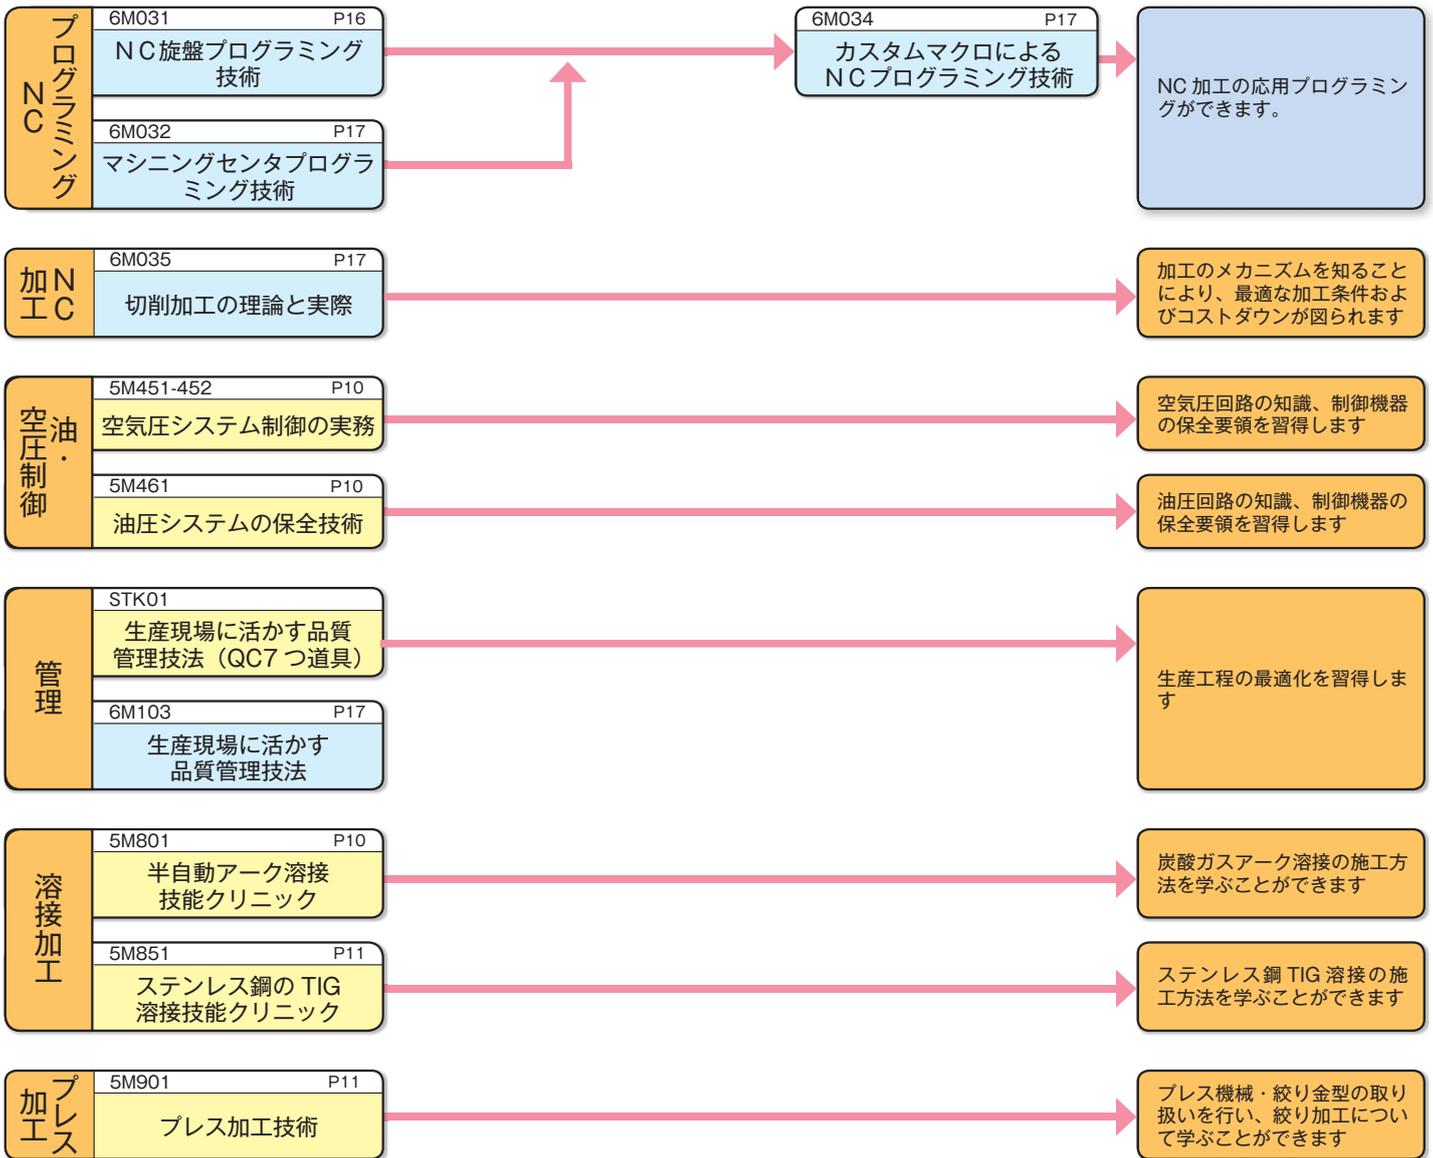 NCプログラミング
6M031 P16
ＮＣ旋盤プログラミング
技術
6M032 P17
マシニングセンタプログラ
ミング技術
6M034 P17
カスタムマクロによる
ＮＣプログラミング技術
NC 加工の応用プログラミン
グができます。
ＮＣ
加工
6M035 P17
切削加工の理論と実際
加工のメカニズムを知ること
により、最適な加工条件およ
びコストダウンが図られます
油・
空圧制御
5M451-452 P10
空気圧システム制御の実務
空気圧回路の知識、制御機器
の保全要領を習得します
5M461 P10
油圧システムの保全技術
油圧回路の知識、制御機器の
保全要領を習得します
管理
STK01
生産現場に活かす品質
管理技法（QC7 つ道具）
6M103 P17
生産現場に活かす
品質管理技法
生産工程の最適化を習得しま
す
溶接加工
5M801 P10
半自動アーク溶接
技能クリニック
炭酸ガスアーク溶接の施工方
法を学ぶことができます
5M851 P11
ステンレス鋼の TIG
溶接技能クリニック
ステンレス鋼 TIG 溶接の施
工方法を学ぶことができます
プレス
加工
5M901 P11
プレス加工技術
プレス機械・絞り金型の取り
扱いを行い、絞り加工につい
て学ぶことができます